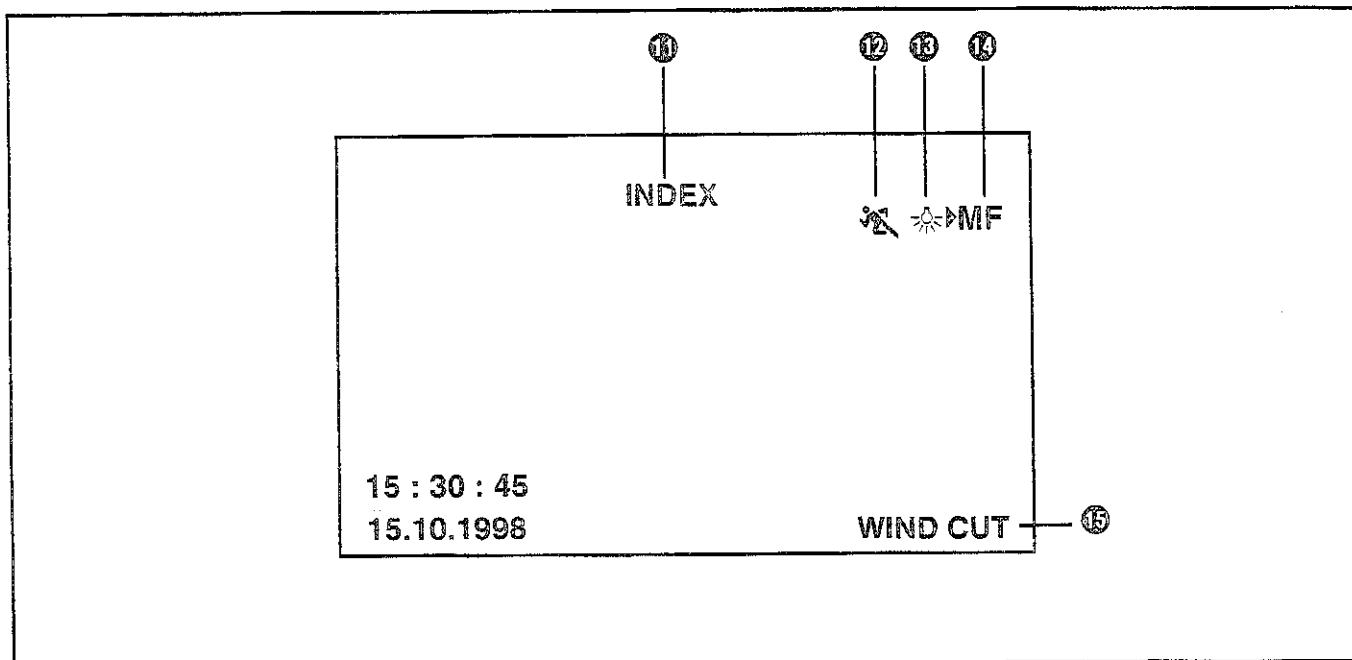 ⑪ ⑫ ⑬ ⑭
INDEX
MF
15 : 30 : 45
15.10.1998
WIND CUT ⑮